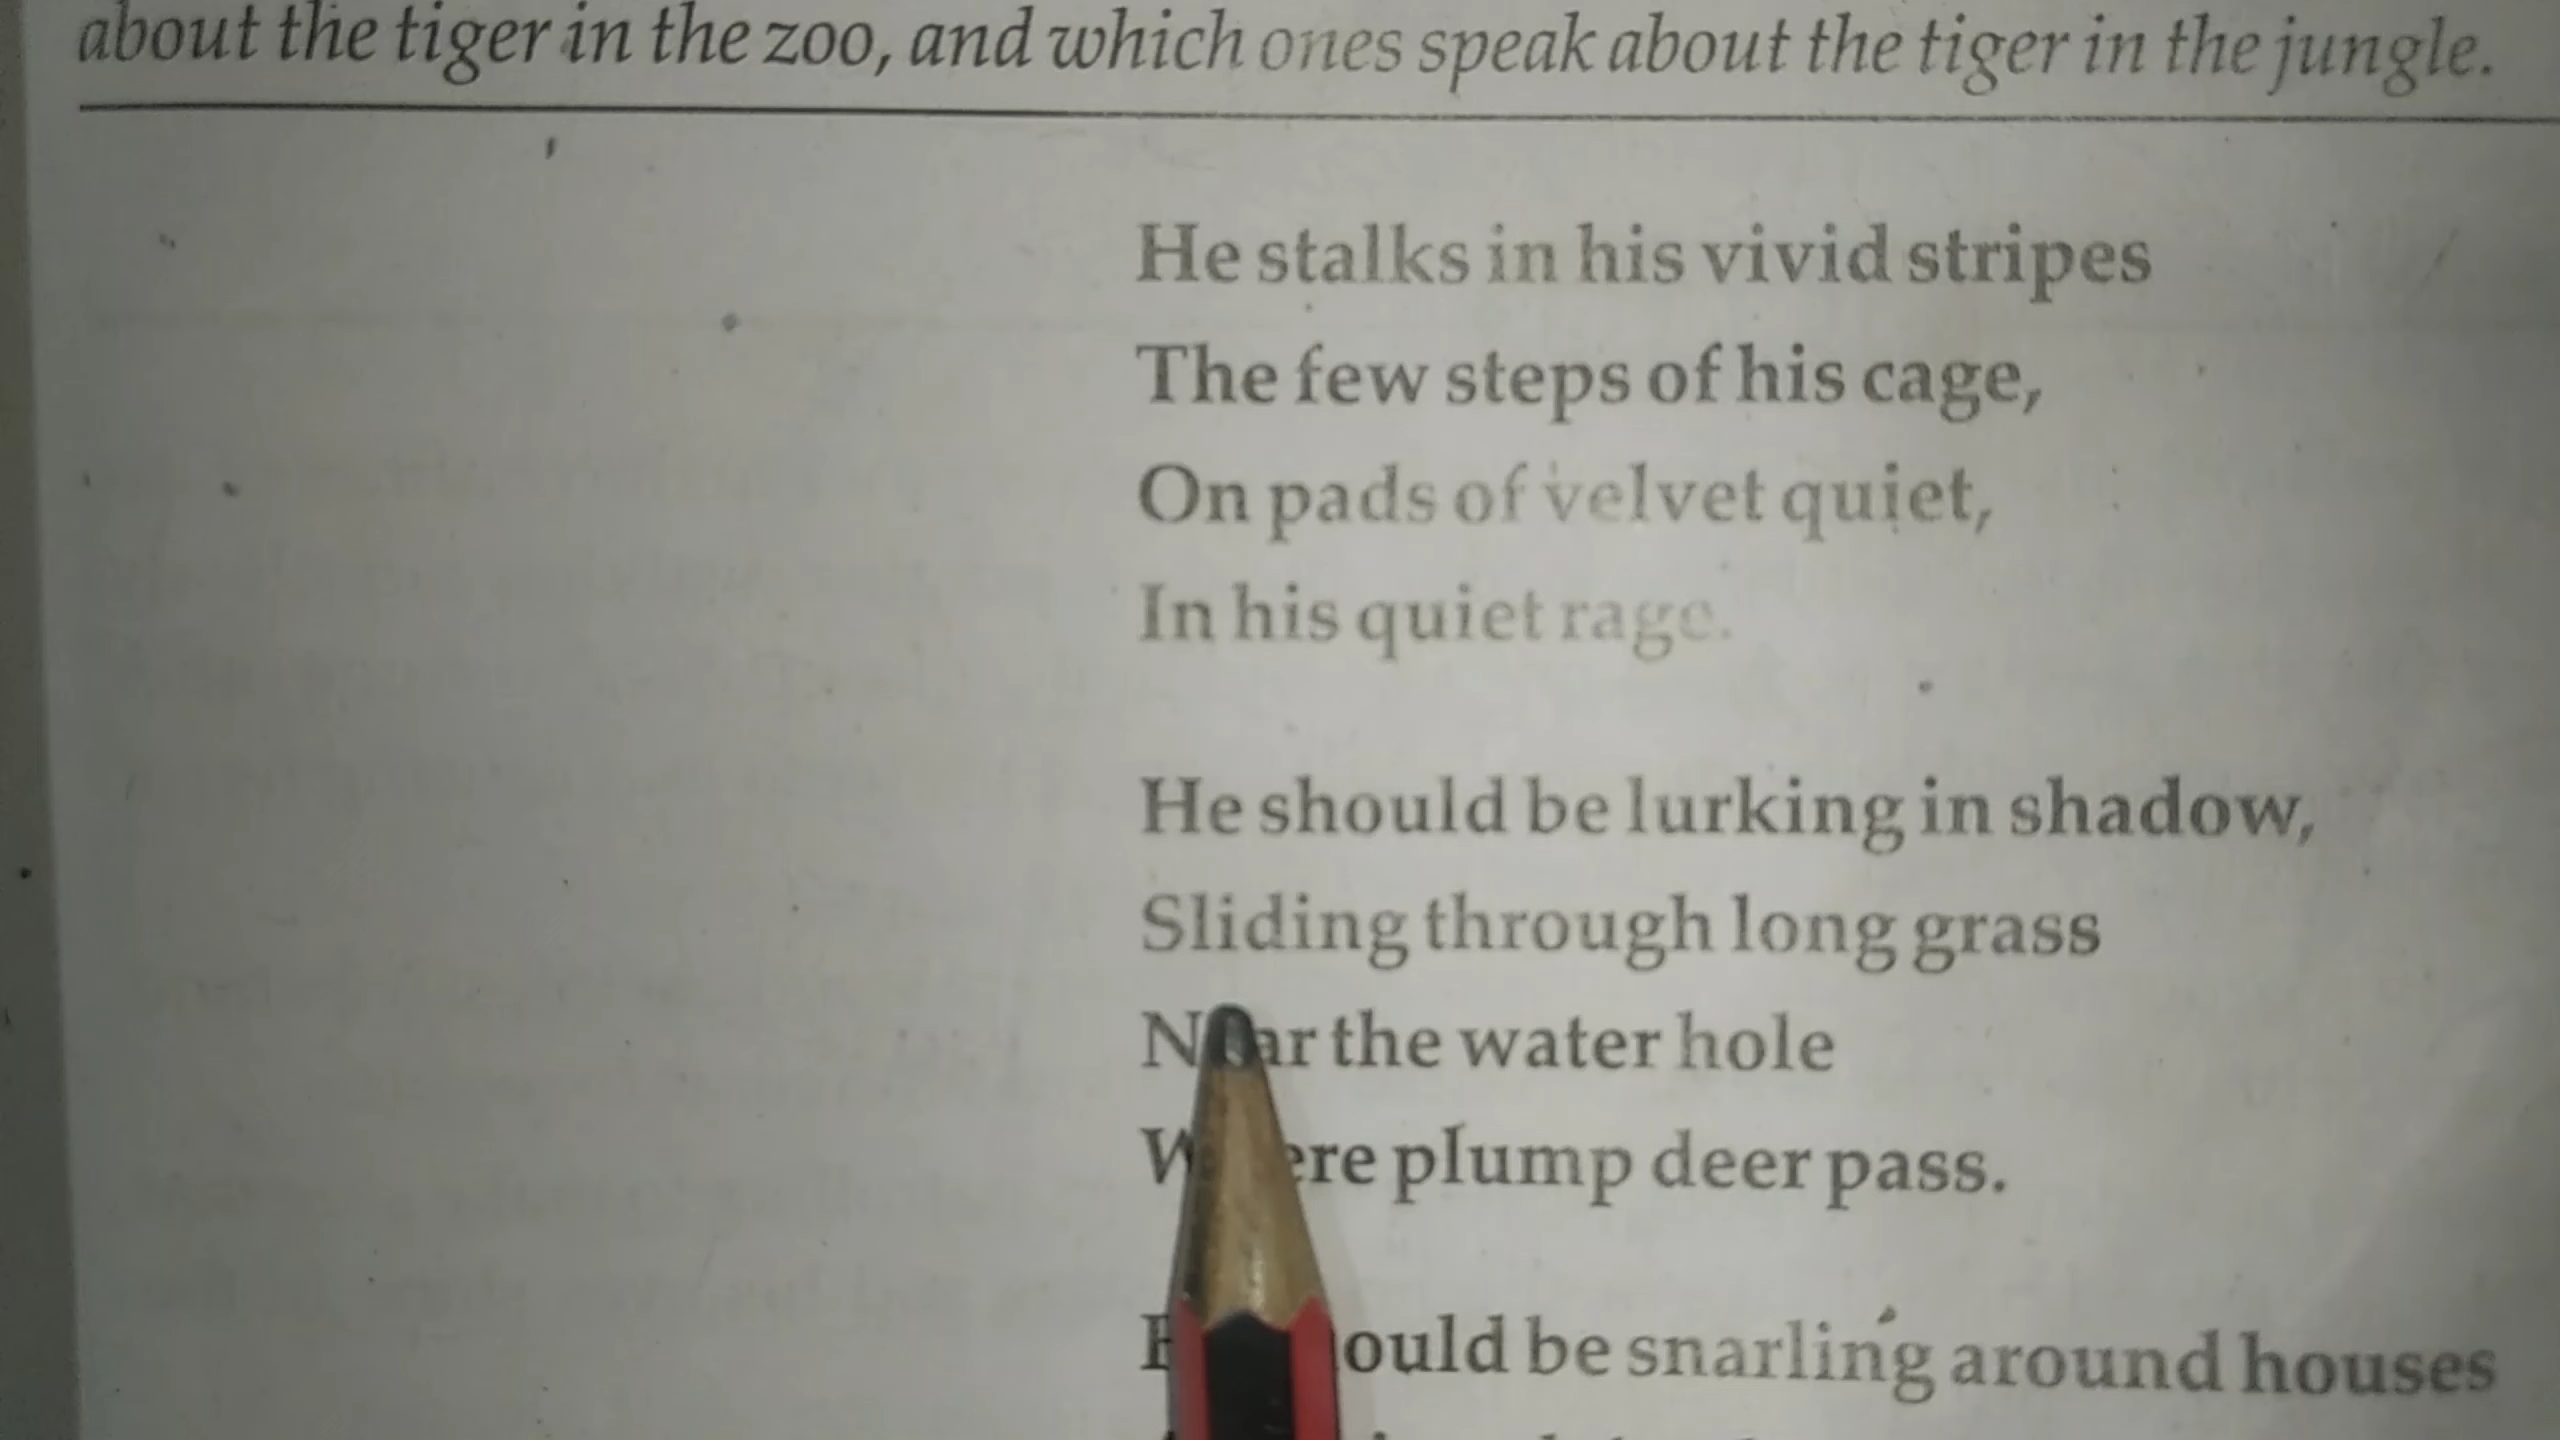 about the tiger in the zoo, and which ones speak about the tiger in the jungle.
He stalks in his vivid stripes
The few steps of his cage,
On pads of velvet quiet,
In his quiet rage.
He should be lurking in shadow,
Sliding through long grass
Near the water hole
Where plump deer pass.
be snarling around houses